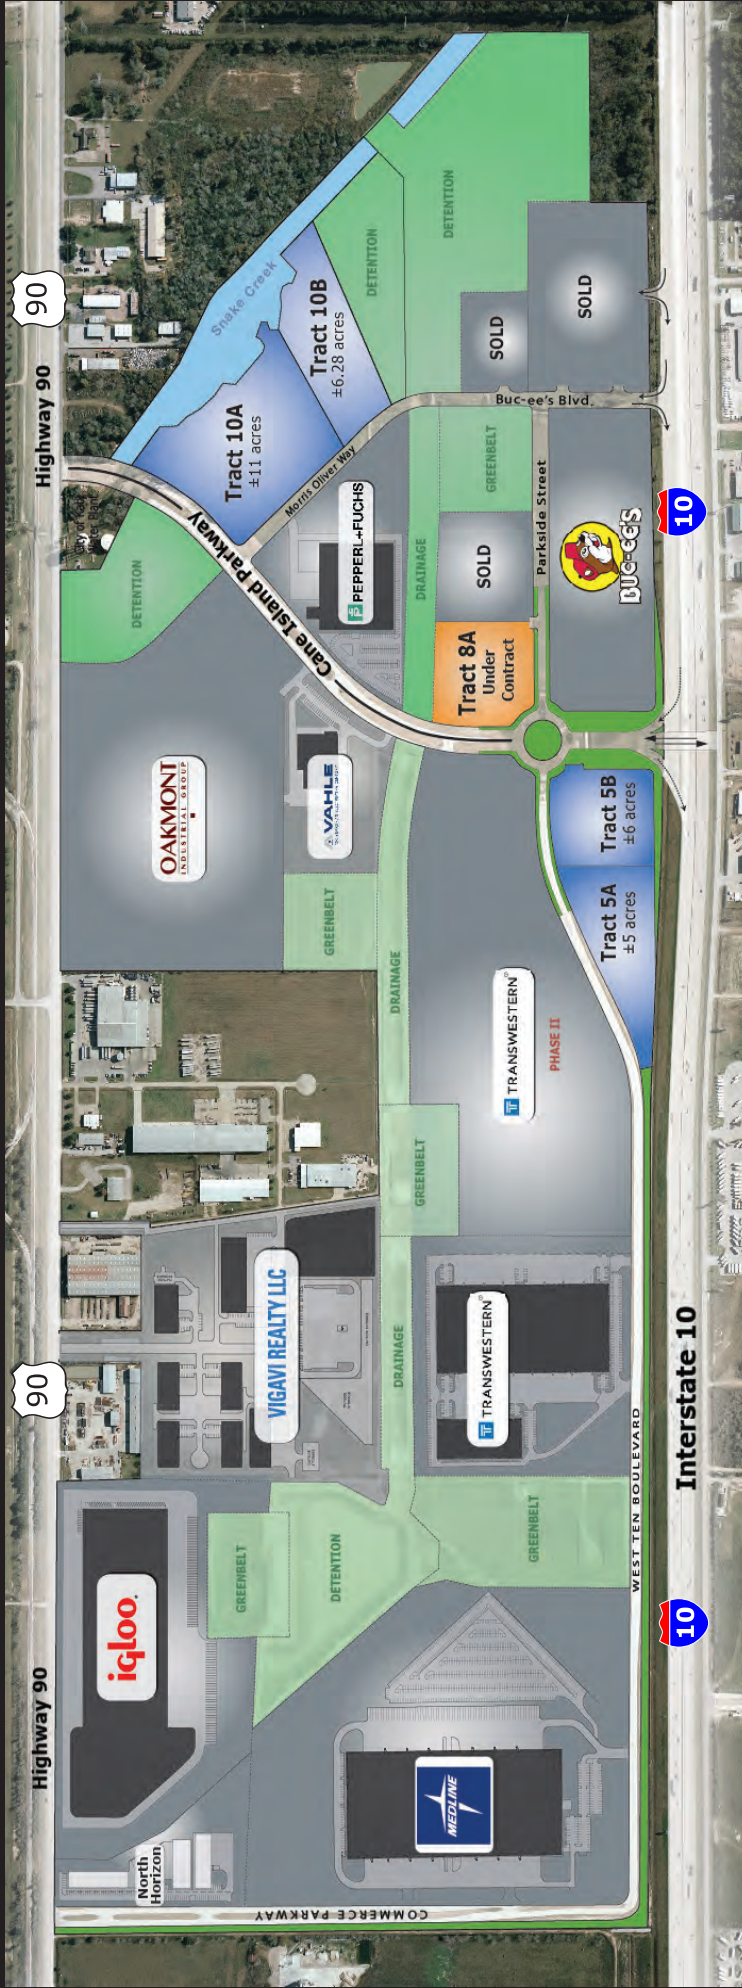 90
Highway 90
Snake Creek
Tract 10B
±6.28 acres
Tract 10A
±11 acres
DETENTION
DETENTION
SOLD
SOLD
Buc-ee's Blvd.
Morris Oliver Way
Cane Island Parkway
DETENTION
PEPPERL+FUCHS
DRAINAGE
GREENBELT
SOLD
Parkside Street
BUC-EE'S
10
Tract 8A
Under
Contract
OAKMONT
INDUSTRIAL GROUP
VAHLE
GREENBELT
DRAINAGE
Tract 5B
±6 acres
Tract 5A
±5 acres
TRANSWESTERN®
PHASE II
GREENBELT
VIGAVI REALTY LLC
DRAINAGE
TRANSWESTERN®
90
Interstate 10
WEST TEN BOULEVARD
GREENBELT
DETENTION
GREENBELT
igloo.
Highway 90
10
MEDLINE
North
Horizon
COMMERCE PARKWAY